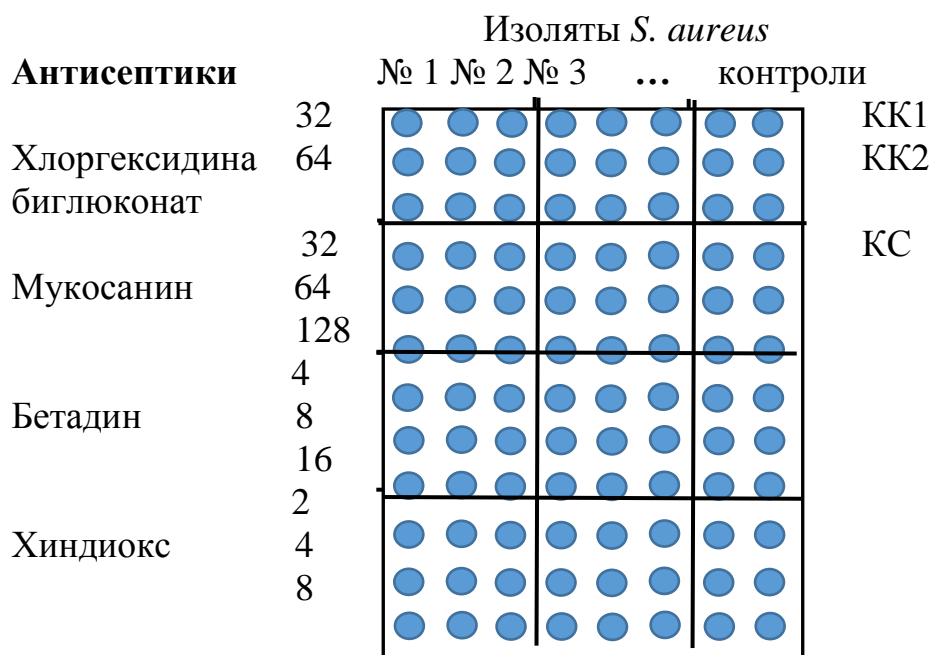 Изоляты S. aureus
Антисептики № 1 № 2 № 3 ... контроли
32 КК1
Хлоргексидина 64 КК2
биглюконат
32 КС
Мукосанин 64
128
4
Бетадин 8
16
2
Хиндиокс 4
8